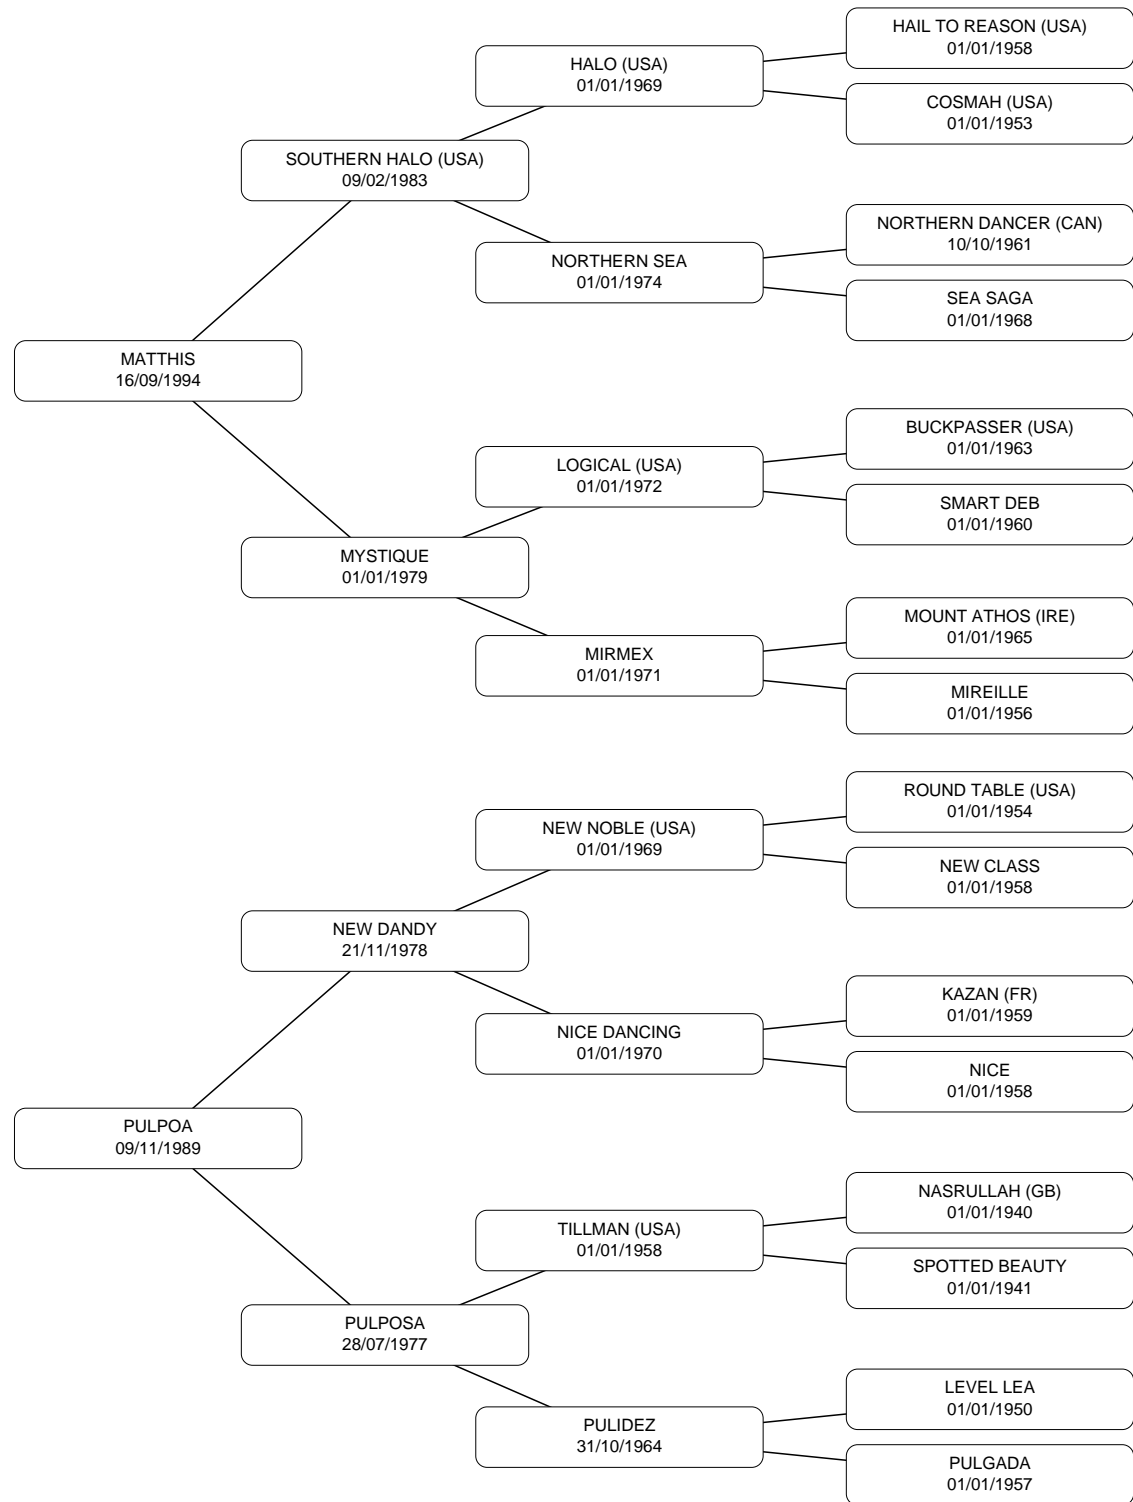 HAIL TO REASON (USA)
01/01/1958
HALO (USA)
01/01/1969
COSMAH (USA)
01/01/1953
SOUTHERN HALO (USA)
09/02/1983
NORTHERN DANCER (CAN)
10/10/1961
NORTHERN SEA
01/01/1974
SEA SAGA
01/01/1968
MATTHIS
16/09/1994
BUCKPASSER (USA)
01/01/1963
LOGICAL (USA)
01/01/1972
SMART DEB
01/01/1960
MYSTIQUE
01/01/1979
MOUNT ATHOS (IRE)
01/01/1965
MIRMEX
01/01/1971
MIREILLE
01/01/1956
ROUND TABLE (USA)
01/01/1954
NEW NOBLE (USA)
01/01/1969
NEW CLASS
01/01/1958
NEW DANDY
21/11/1978
KAZAN (FR)
01/01/1959
NICE DANCING
01/01/1970
NICE
01/01/1958
PULPOA
09/11/1989
NASRULLAH (GB)
01/01/1940
TILLMAN (USA)
01/01/1958
SPOTTED BEAUTY
01/01/1941
PULPOSA
28/07/1977
LEVEL LEA
01/01/1950
PULIDEZ
31/10/1964
PULGADA
01/01/1957